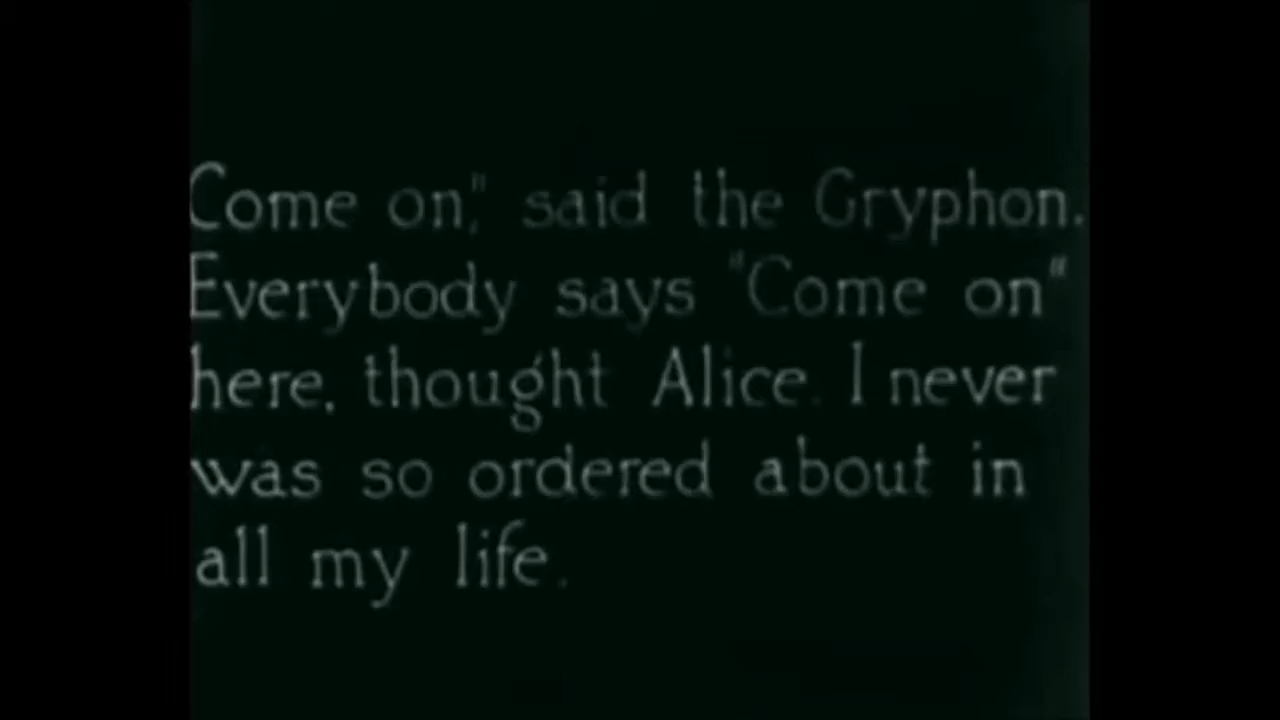 Come on," said the Gryphon.
Everybody says "Come on"
here, thought Alice. I never
was so ordered about in
all my life.